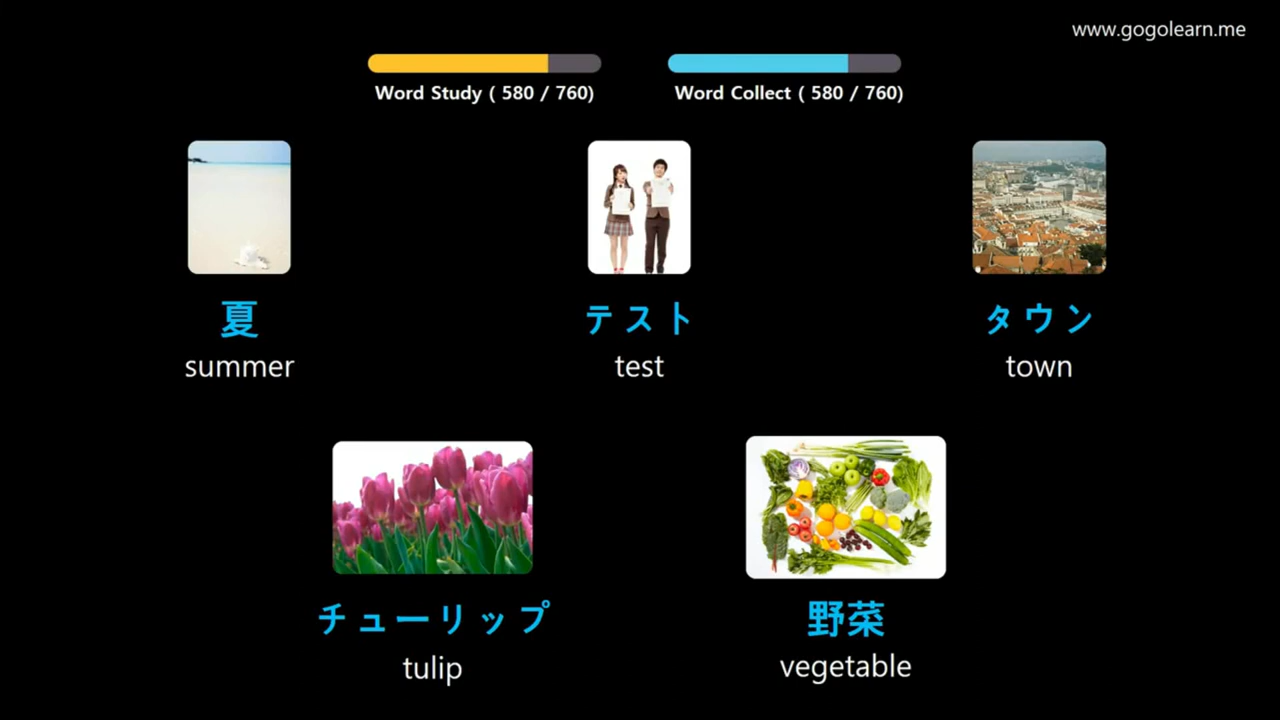 www.gogolearn.me
Word Study ( 580 / 760)
Word Collect ( 580 / 760)
夏
summer
テスト
test
タウン
town
チューリップ
tulip
野菜
vegetable